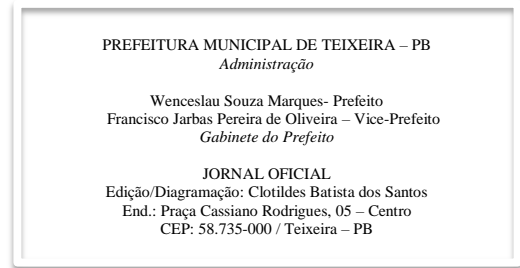 PREFEITURA MUNICIPAL DE TEIXEIRA – PB
Administração
Wenceslau Souza Marques- Prefeito
Francisco Jarbas Pereira de Oliveira – Vice-Prefeito
Gabinete do Prefeito
JORNAL OFICIAL
Edição/Diagramação: Clotildes Batista dos Santos
End.: Praça Cassiano Rodrigues, 05 – Centro
CEP: 58.735-000 / Teixeira – PB